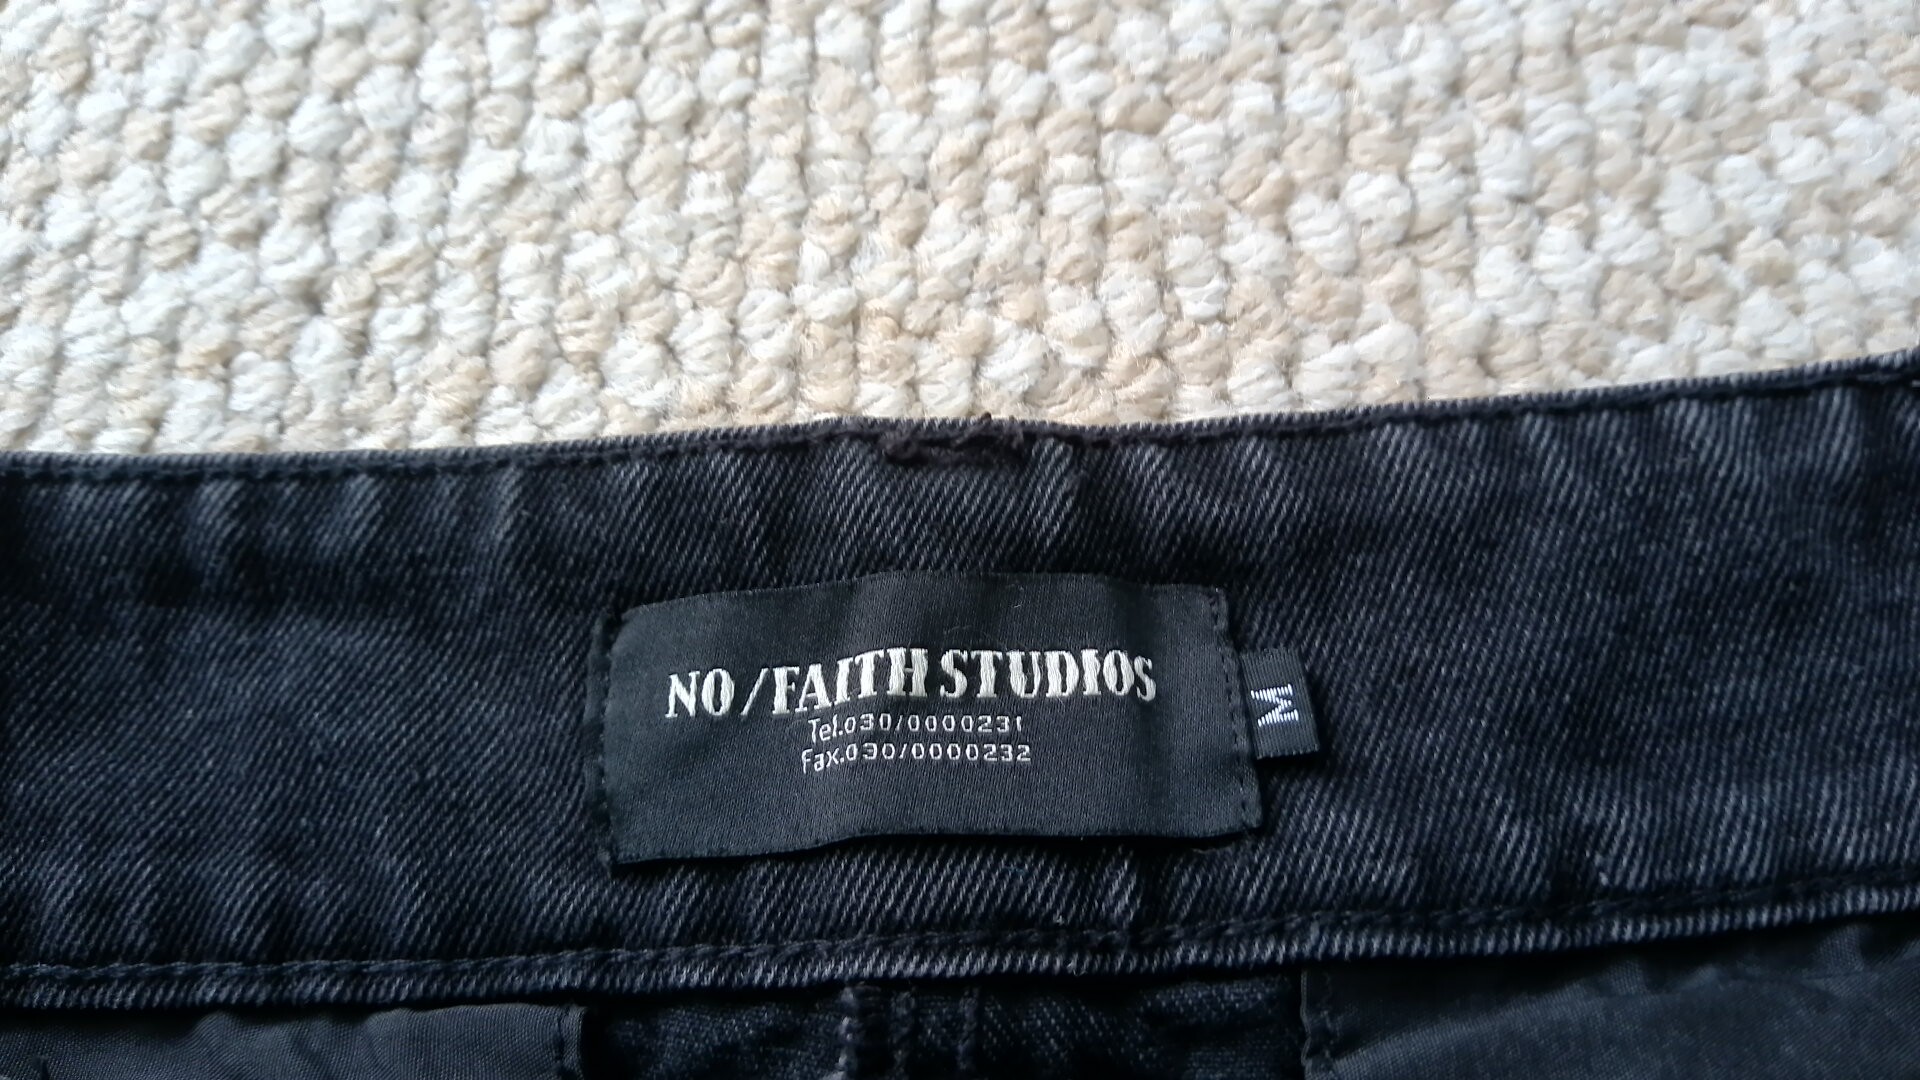 NO/FAITH STUDIOS
Tel.030/0000231
Fax.030/0000232
M